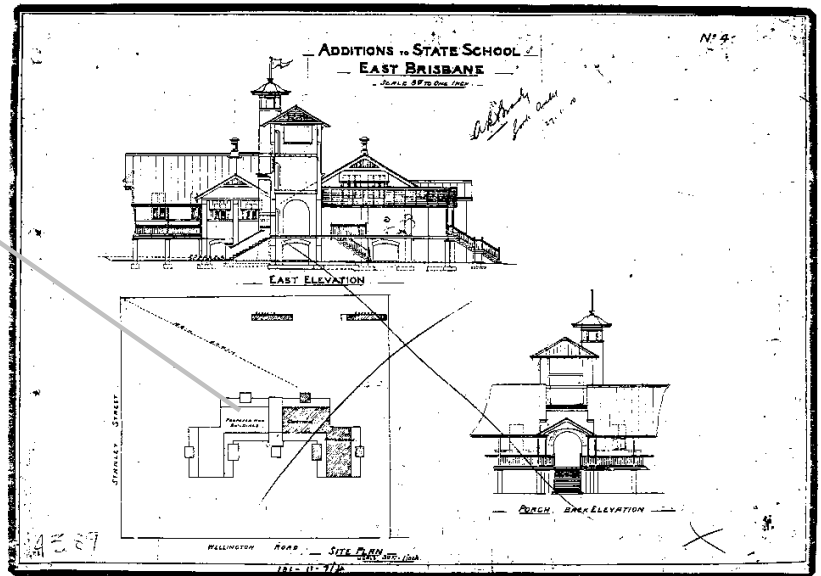 Nº 4.
ADDITIONS TO STATE SCHOOL
EAST BRISBANE
SCALE 8FT TO ONE INCH.
EAST ELEVATION
STANLEY STREET
PROPOSED NEW
BUILDINGS
EXISTING
WELLINGTON ROAD
SITE PLAN
PORCH BACK ELEVATION